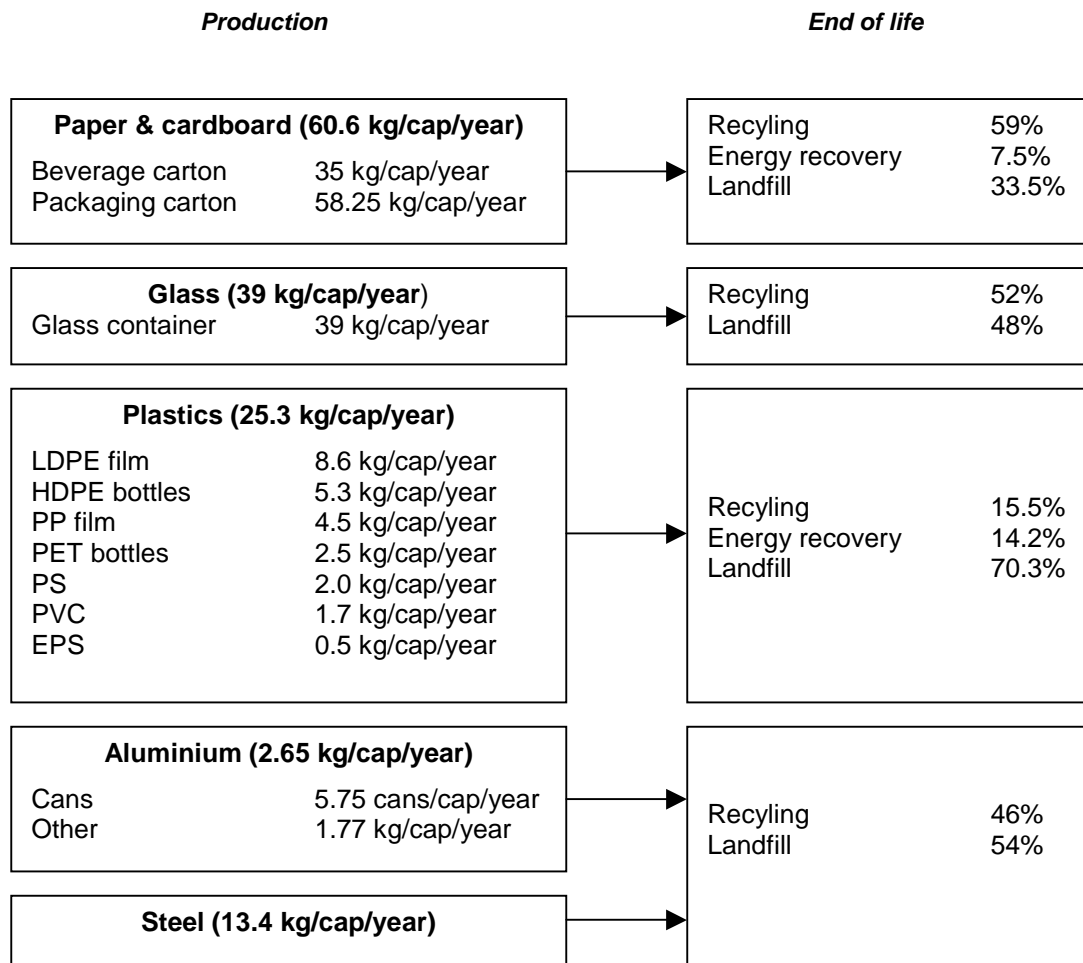 Production End of life
Paper & cardboard (60.6 kg/cap/year)
Beverage carton 35 kg/cap/year
Packaging carton 58.25 kg/cap/year
Recyling 59%
Energy recovery 7.5%
Landfill 33.5%
Glass (39 kg/cap/year)
Glass container 39 kg/cap/year
Recyling 52%
Landfill 48%
Plastics (25.3 kg/cap/year)
LDPE film 8.6 kg/cap/year
HDPE bottles 5.3 kg/cap/year
PP film 4.5 kg/cap/year
PET bottles 2.5 kg/cap/year
PS 2.0 kg/cap/year
PVC 1.7 kg/cap/year
EPS 0.5 kg/cap/year
Recyling 15.5%
Energy recovery 14.2%
Landfill 70.3%
Aluminium (2.65 kg/cap/year)
Cans 5.75 cans/cap/year
Other 1.77 kg/cap/year
Steel (13.4 kg/cap/year)
Recyling 46%
Landfill 54%